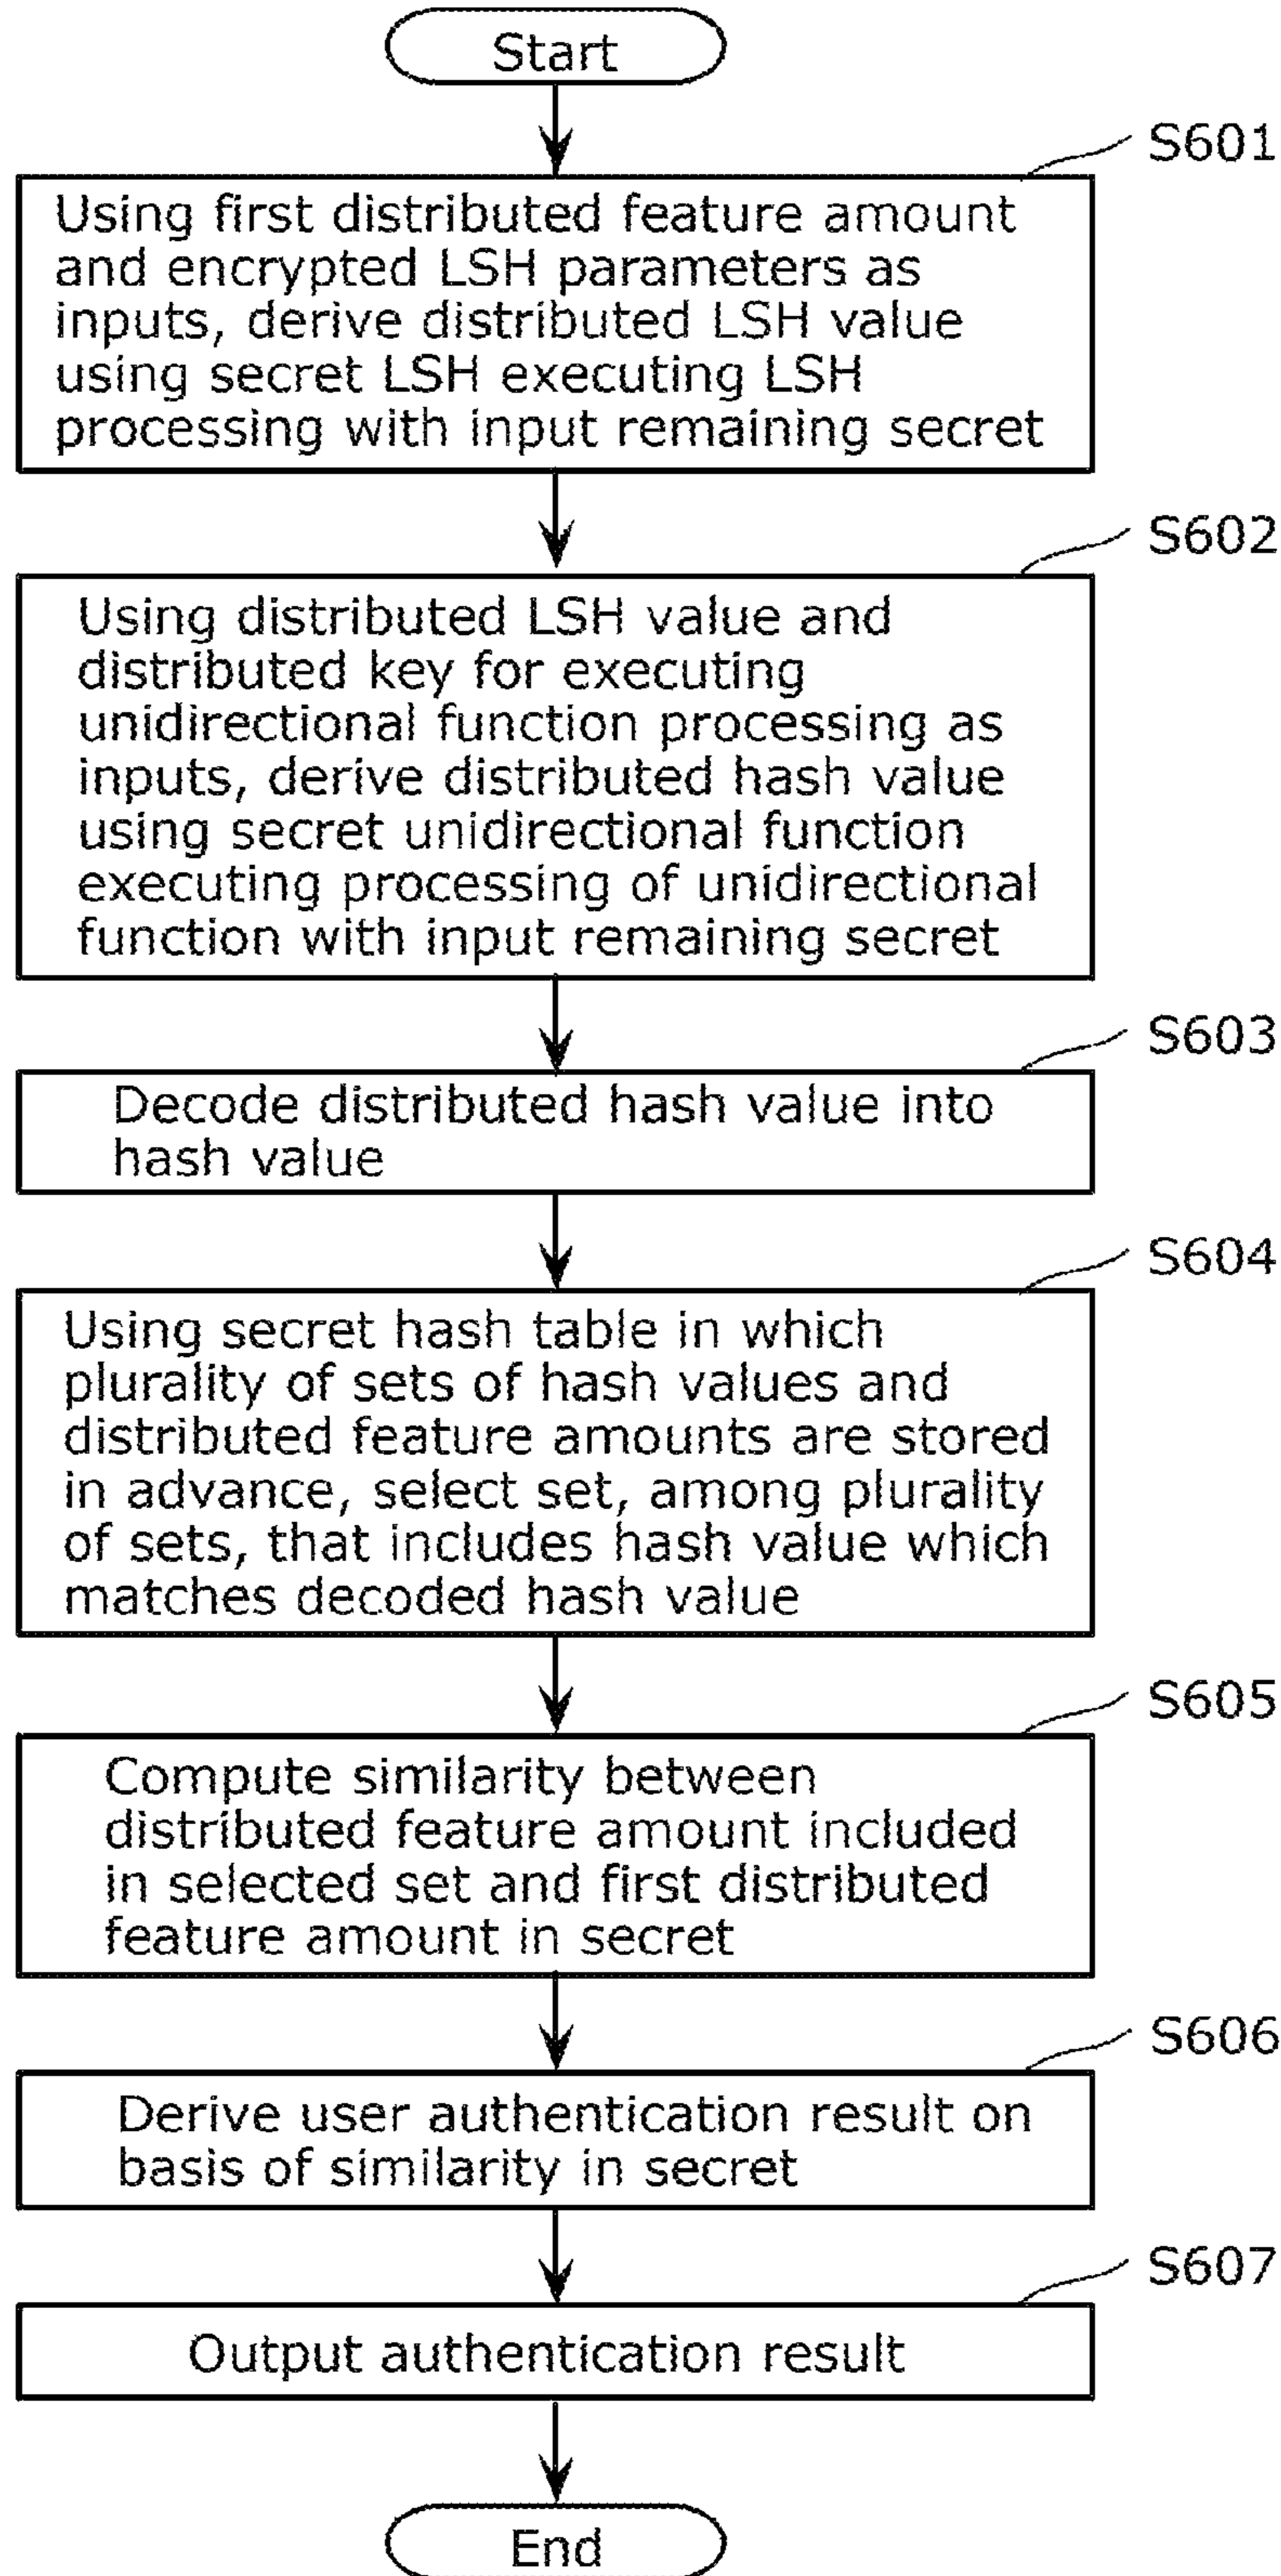 Start
S601
Using first distributed feature amount
and encrypted LSH parameters as
inputs, derive distributed LSH value
using secret LSH executing LSH
processing with input remaining secret
S602
Using distributed LSH value and
distributed key for executing
unidirectional function processing as
inputs, derive distributed hash value
using secret unidirectional function
executing processing of unidirectional
function with input remaining secret
S603
Decode distributed hash value into
hash value
S604
Using secret hash table in which
plurality of sets of hash values and
distributed feature amounts are stored
in advance, select set, among plurality
of sets, that includes hash value which
matches decoded hash value
S605
Compute similarity between
distributed feature amount included
in selected set and first distributed
feature amount in secret
S606
Derive user authentication result on
basis of similarity in secret
S607
Output authentication result
End